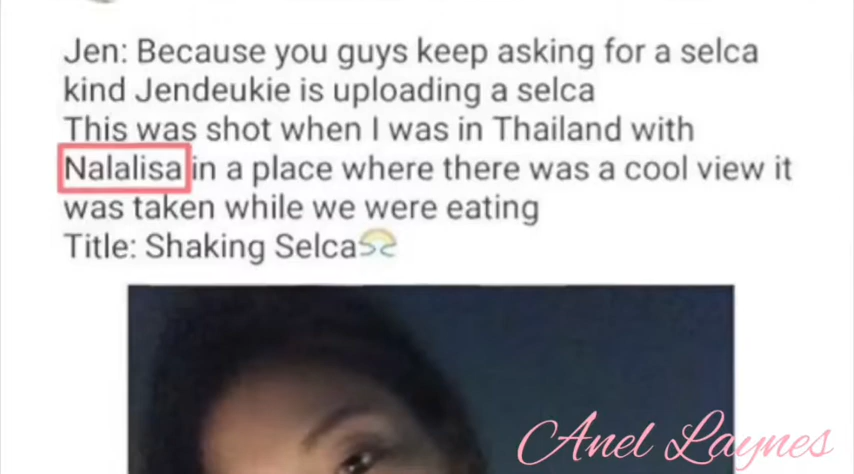 Jen: Because you guys keep asking for a selca
kind Jendeukie is uploading a selca
This was shot when I was in Thailand with
Nalalisa in a place where there was a cool view it
was taken while we were eating
Title: Shaking Selca
Anel Laynes